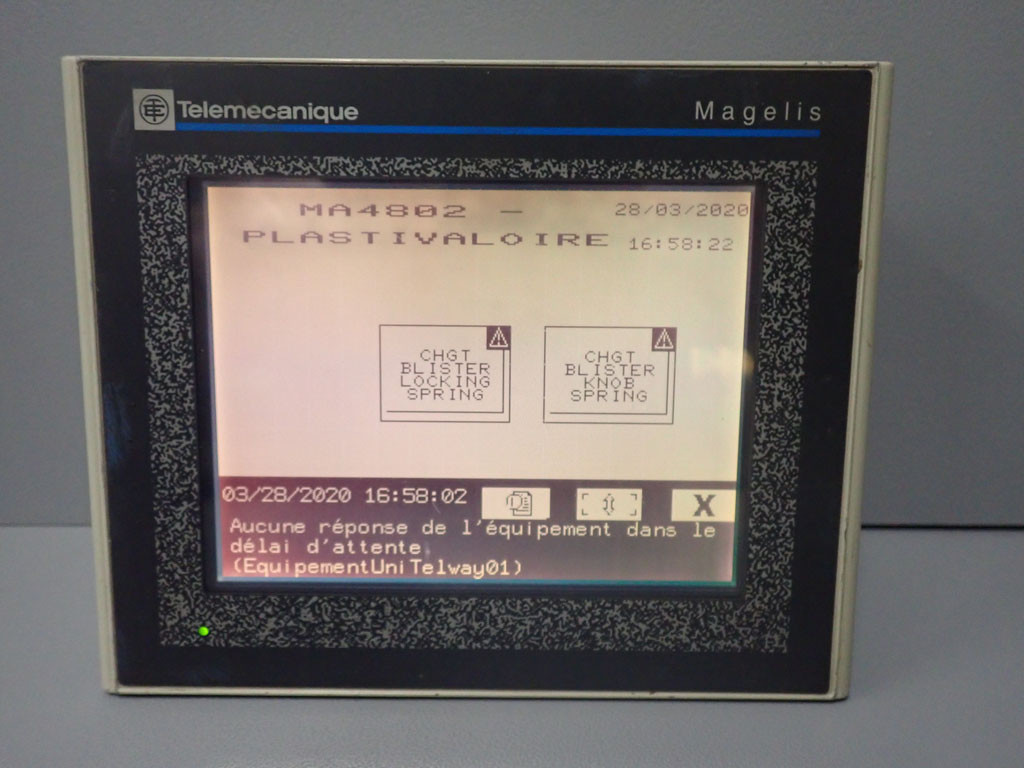 Telemecanique
Magelis
MA4802 - 28/03/2020
PLASTIVALOIRE 16:58:22
CHGT
BLISTER
LOCKING
SPRING
CHGT
BLISTER
KNOB
SPRING
03/28/2020 16:58:02 X
Aucune réponse de l'équipement dans le
délai d'attente
(EquipementUniTelway01)